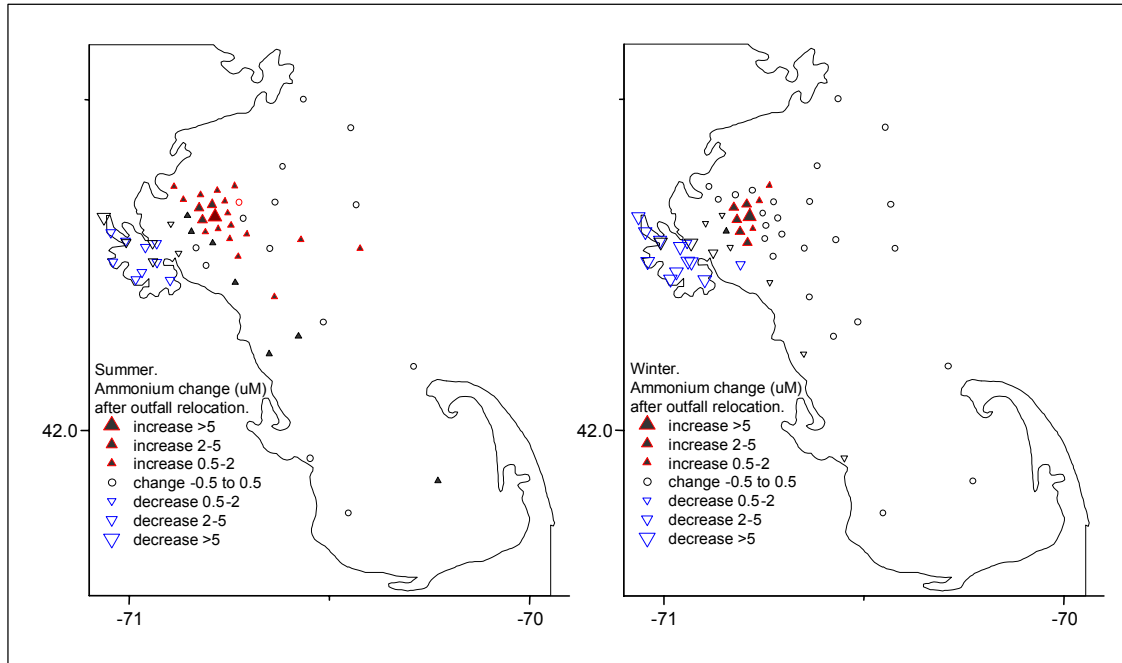 Summer.
Ammonium change (uM)
after outfall relocation.
increase >5
increase 2-5
increase 0.5-2
change -0.5 to 0.5
decrease 0.5-2
decrease 2-5
decrease >5
42.0
-71
-70
Winter.
Ammonium change (uM)
after outfall relocation.
increase >5
increase 2-5
increase 0.5-2
change -0.5 to 0.5
decrease 0.5-2
decrease 2-5
decrease >5
42.0
-71
-70